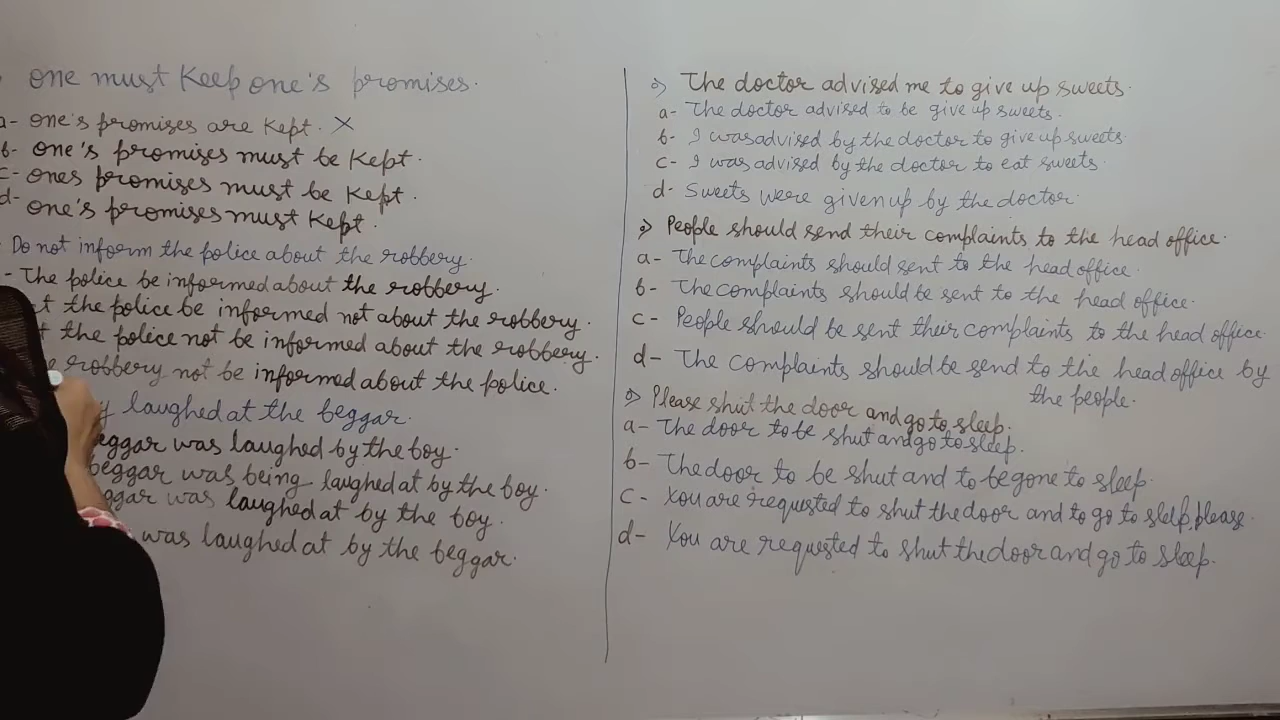 one must Keep one's promises.
a- one's promises are Kept. X
b- one's promises must be Kept.
c- ones promises must be Kept.
d- one's promises must Kept.
Do not inform the police about the robbery.
- The police be informed about the robbery.
the police be informed not about the robbery.
the police not be informed about the robbery.
robbery not be informed about the police.
laughed at the beggar.
beggar was laughed by the boy.
beggar was being laughed at by the boy.
was laughed at by the boy.
was laughed at by the beggar.
The doctor advised me to give up sweets.
a- The doctor advised to be give up sweets.
b- I was advised by the doctor to give up sweets.
c- I was advised by the doctor to eat sweets.
d- Sweets were given up by the doctor.
People should send their complaints to the head office.
a- The complaints should sent to the head office.
b- The complaints should be sent to the head office.
c- People should be sent their complaints to the head office.
d- The complaints should be send to the head office by
the people.
Please shut the door and go to sleep.
a- The door to be shut and go to sleep.
b- The door to be shut and to be gone to sleep.
c- You are requested to shut the door and to go to sleep, please.
d- You are requested to shut the door and go to sleep.